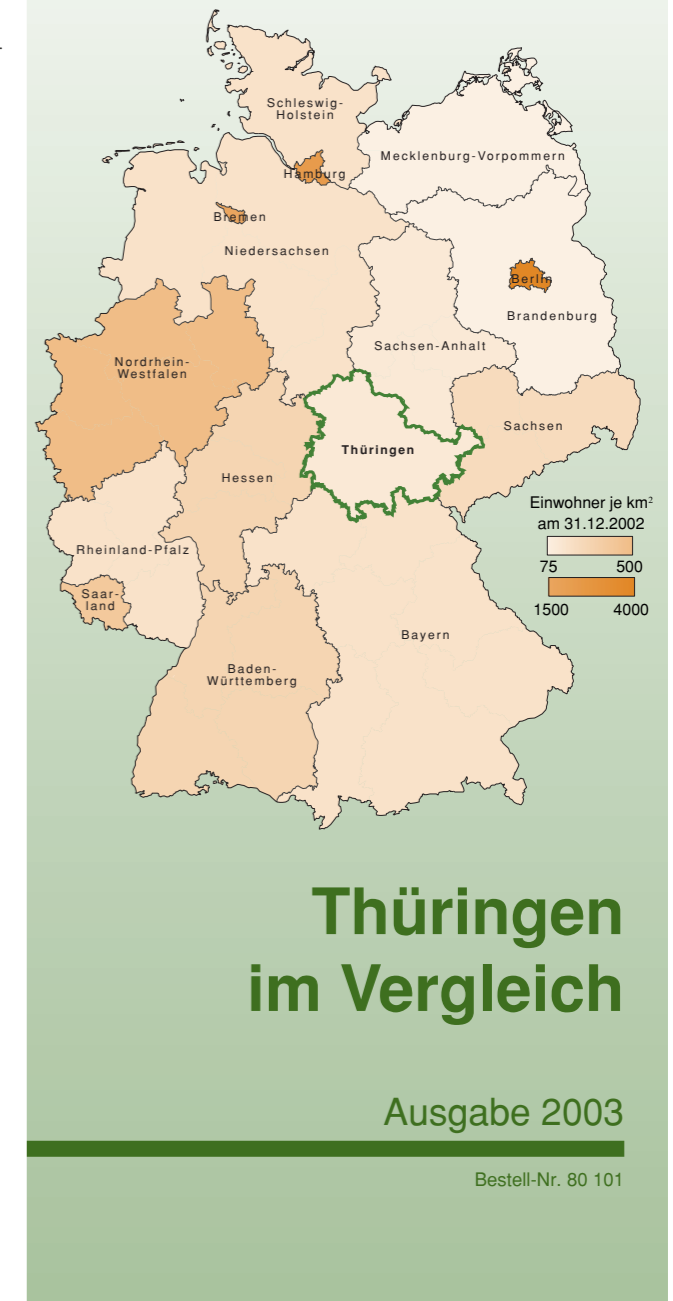 Schleswig-
Holstein
Mecklenburg-Vorpommern
Hamburg
Bremen
Niedersachsen
Berlin
Brandenburg
Sachsen-Anhalt
Nordrhein-
Westfalen
Sachsen
Thüringen
Hessen
Einwohner je km²
am 31.12.2002
75 500
1500 4000
Rheinland-Pfalz
Saar-
land
Bayern
Baden-
Württemberg
Thüringen
im Vergleich
Ausgabe 2003
Bestell-Nr. 80 101